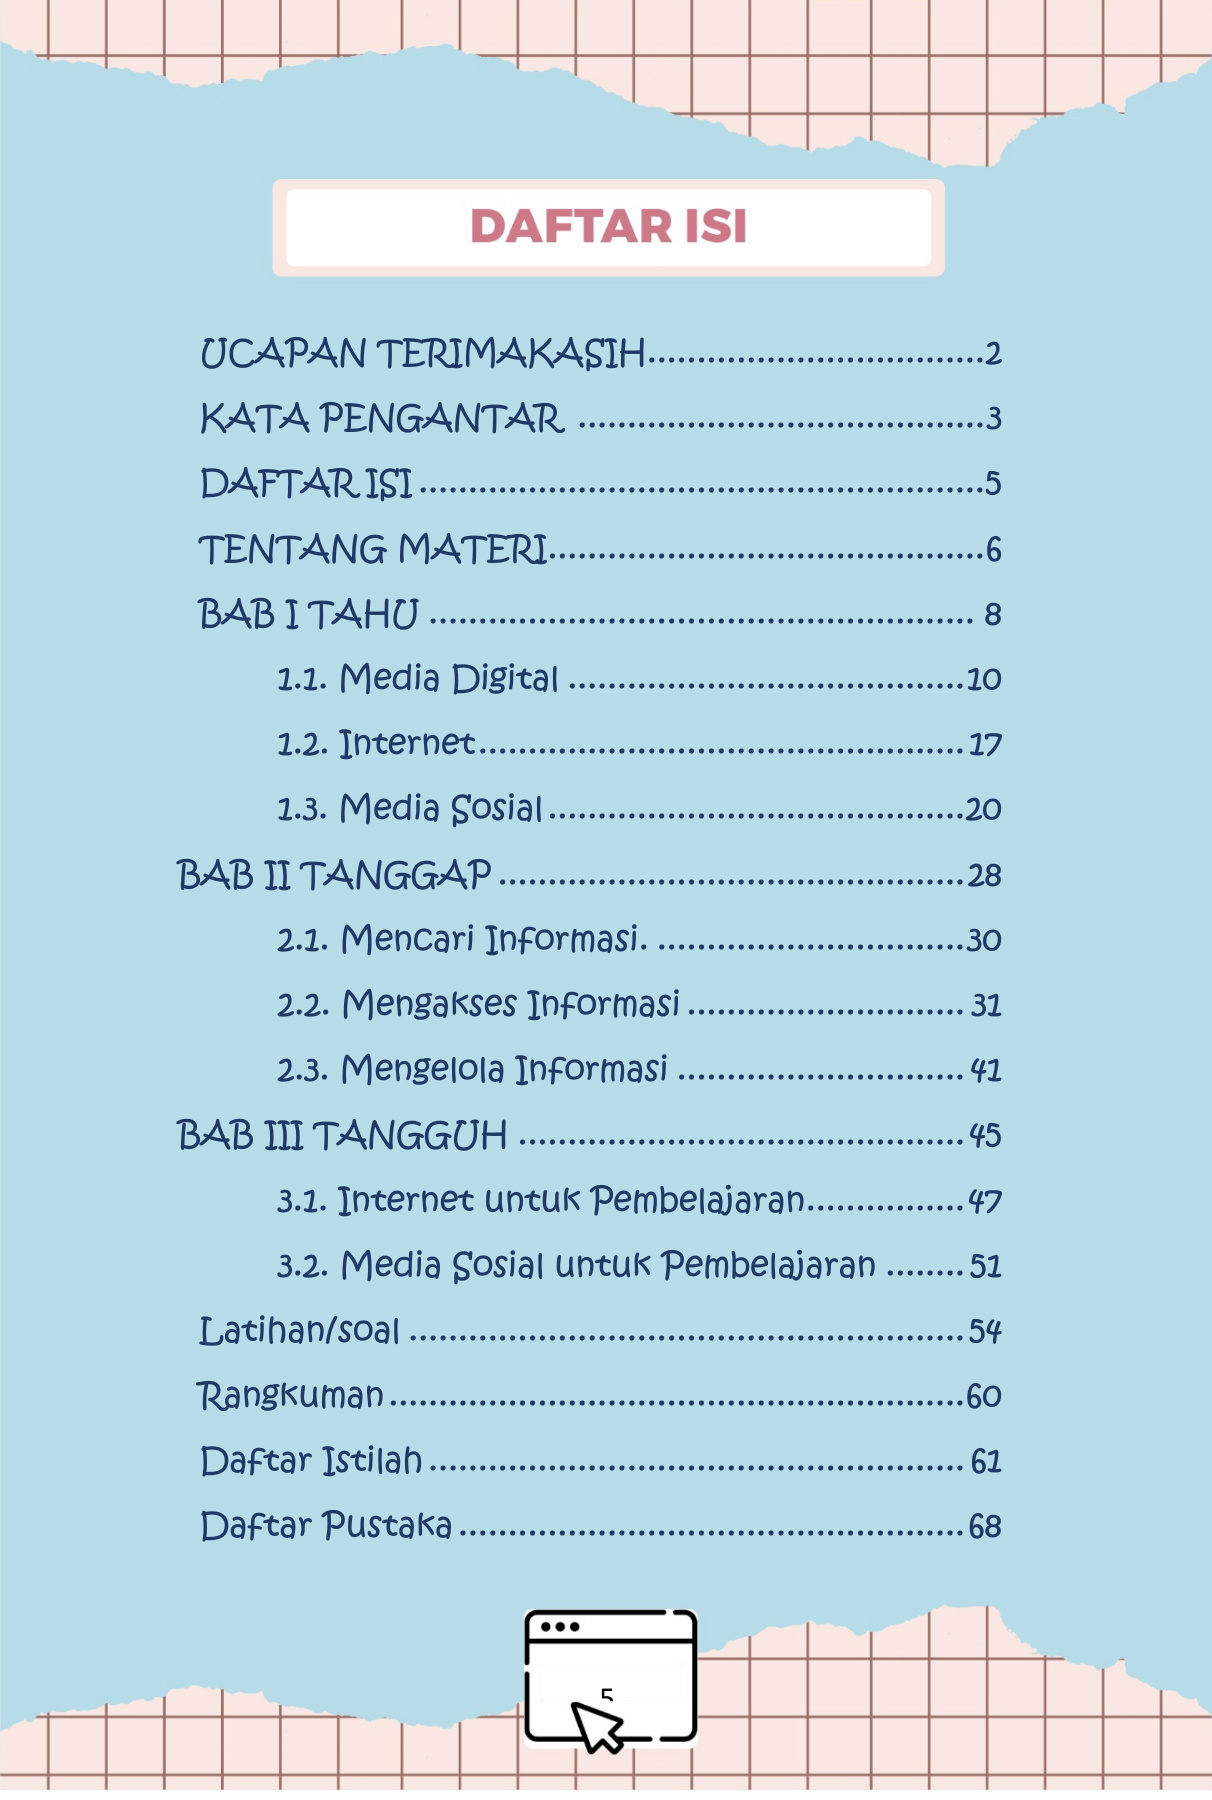 DAFTAR ISI
UCAPAN TERIMAKASIH..................................2
KATA PENGANTAR .........................................3
DAFTAR ISI .........................................................5
TENTANG MATERI............................................6
BAB I TAHU ....................................................... 8
1.1. Media Digital ........................................10
1.2. Internet................................................. 17
1.3. Media Sosial..........................................20
BAB II TANGGAP ...............................................28
2.1. Mencari Informasi. ...............................30
2.2. Mengakses Informasi ............................ 31
2.3. Mengelola Informasi ............................. 41
BAB III TANGGUH ............................................. 45
3.1. Internet untuk Pembelajaran................47
3.2. Media Sosial untuk Pembelajaran ........ 51
Latihan/soal ........................................................ 54
Rangkuman..........................................................60
Daftar Istilah ...................................................... 61
Daftar Pustaka ...................................................68
5